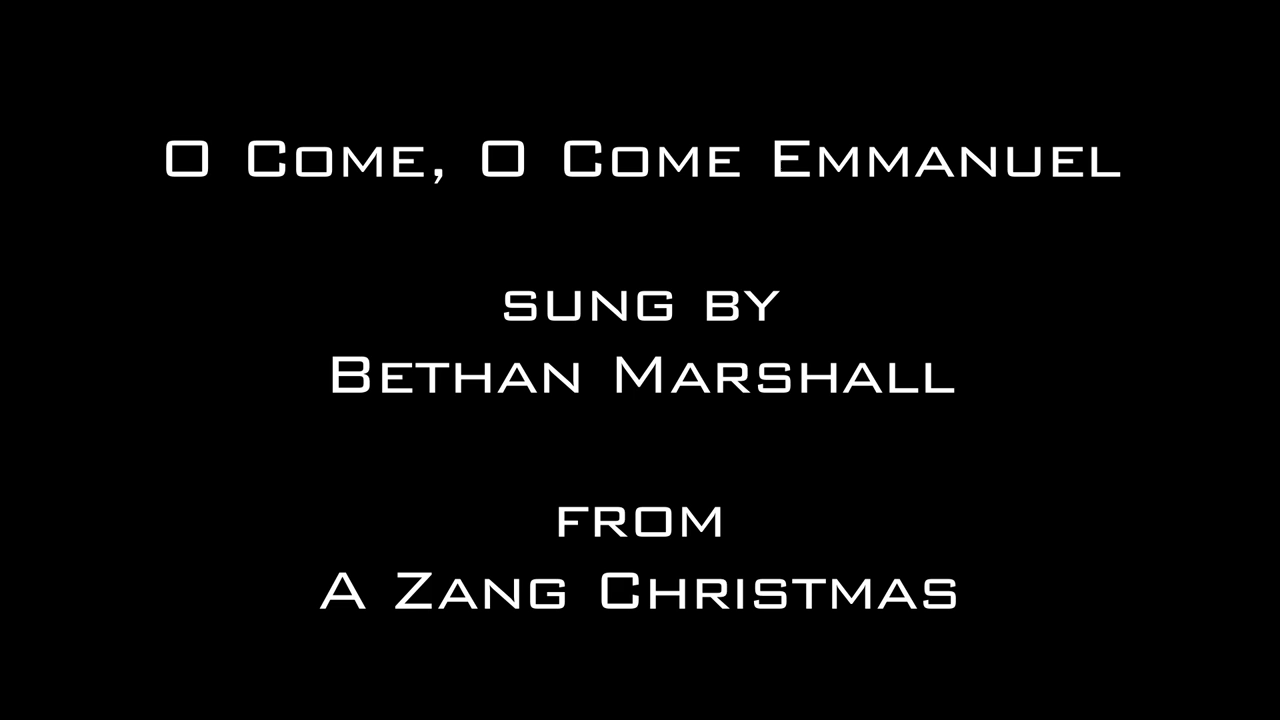 O Come, O Come Emmanuel
sung by
Bethan Marshall
from
A Zang Christmas